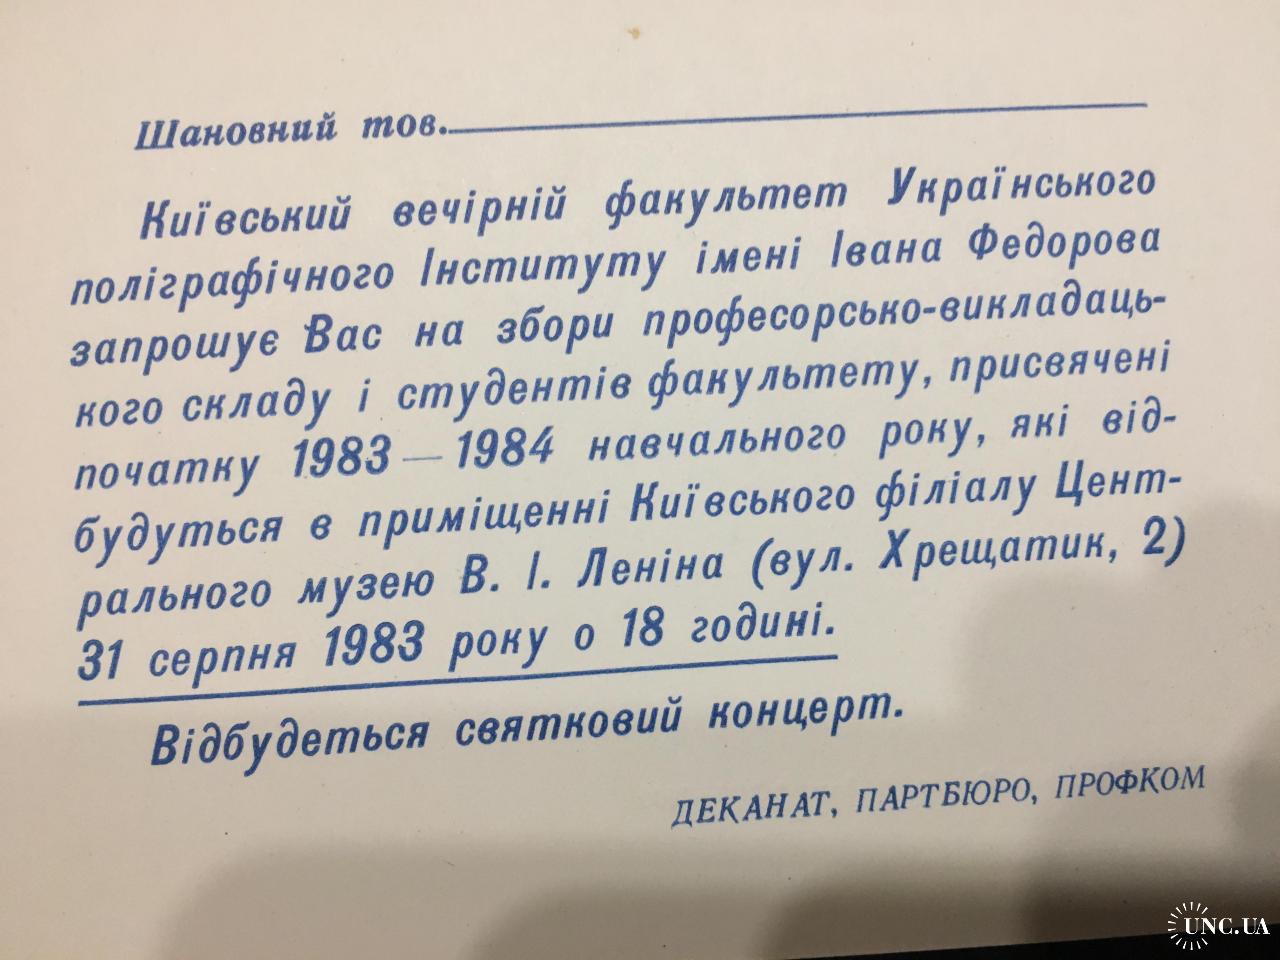 Шановний тов.
Київський вечірній факультет Українського
поліграфічного Інституту імені Івана Федорова
запрошує Вас на збори професорсько-викладаць-
кого складу і студентів факультету, присвячені
початку 1983 — 1984 навчального року, які від-
будуться в приміщенні Київського філіалу Цент-
рального музею В. І. Леніна (вул. Хрещатик, 2)
31 серпня 1983 року о 18 годині.
Відбудеться святковий концерт.
ДЕКАНАТ, ПАРТБЮРО, ПРОФКОМ
UNC.UA